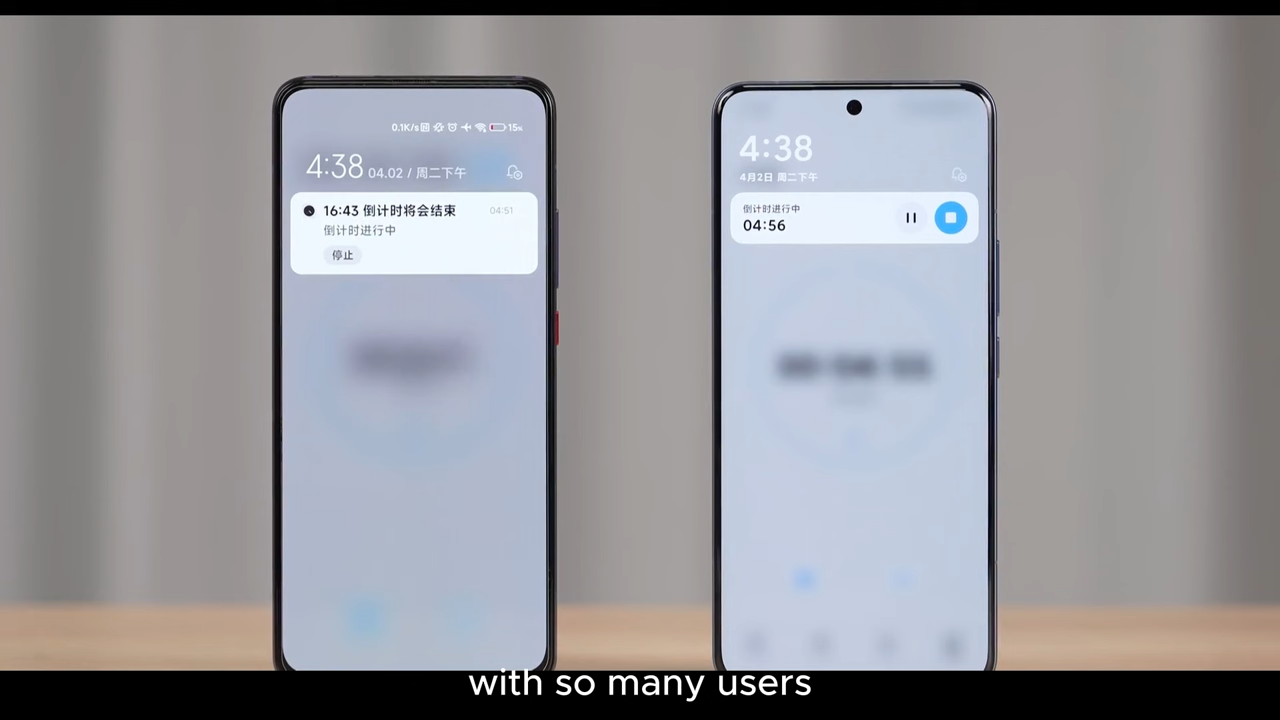 0.1K/s 15%
4:38 04.02 / 周二下午
16:43 倒计时将会结束 04:51
倒计时进行中
停止
4:38
4月2日 周二下午
倒计时进行中
04:56
with so many users